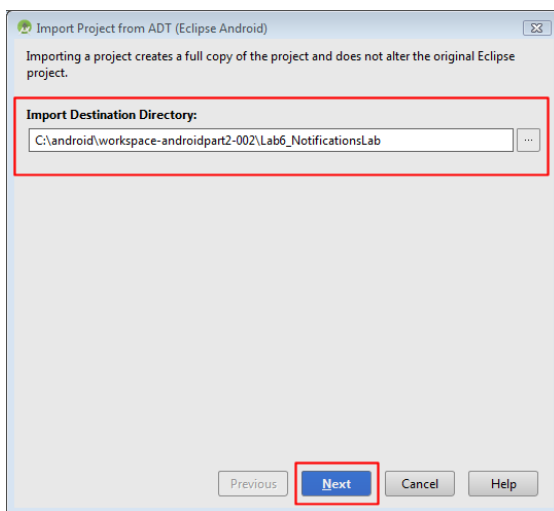 Import Project from ADT (Eclipse Android)
Importing a project creates a full copy of the project and does not alter the original Eclipse
project.
Import Destination Directory:
C:\android\workspace-androidpart2-002\Lab6_NotificationsLab
...
Previous Next Cancel Help